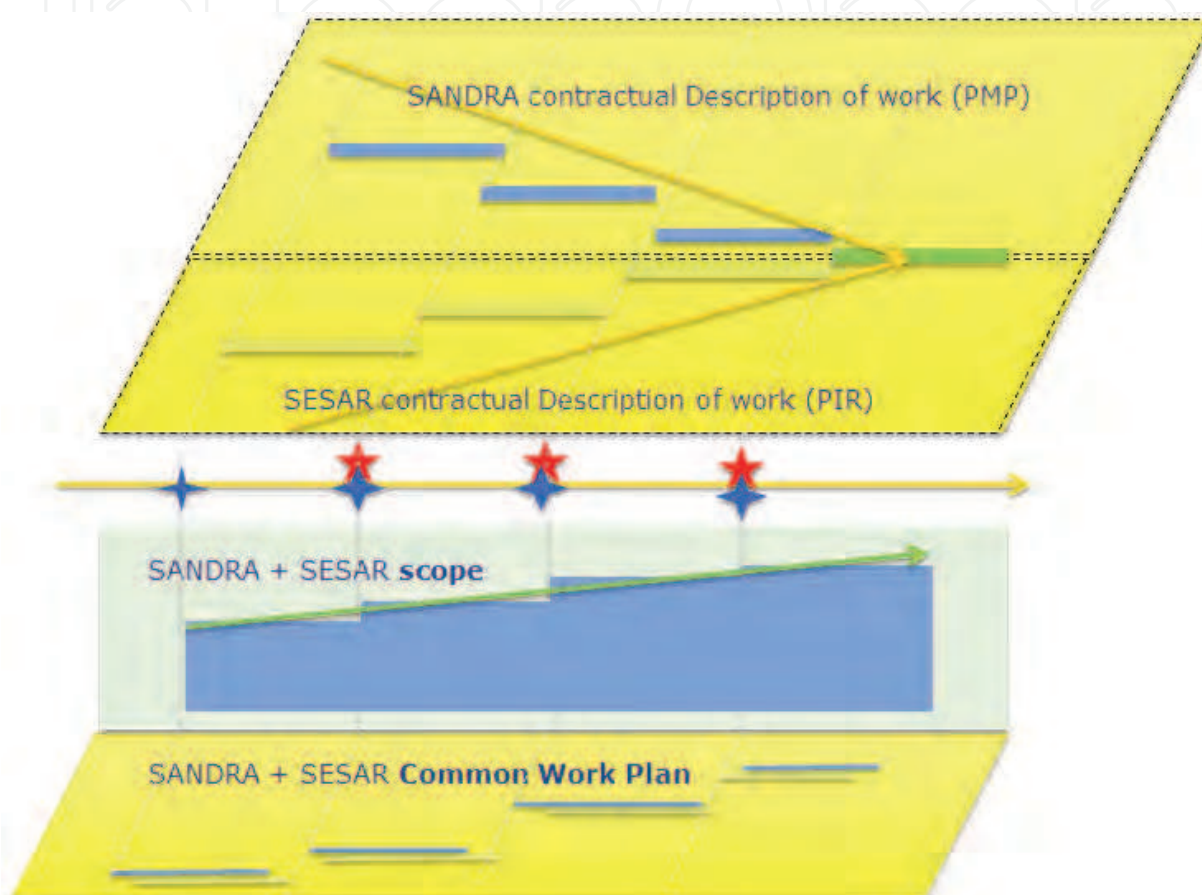 SANDRA contractual Description of work (PMP)
SESAR contractual Description of work (PIR)
SANDRA + SESAR scope
SANDRA + SESAR Common Work Plan